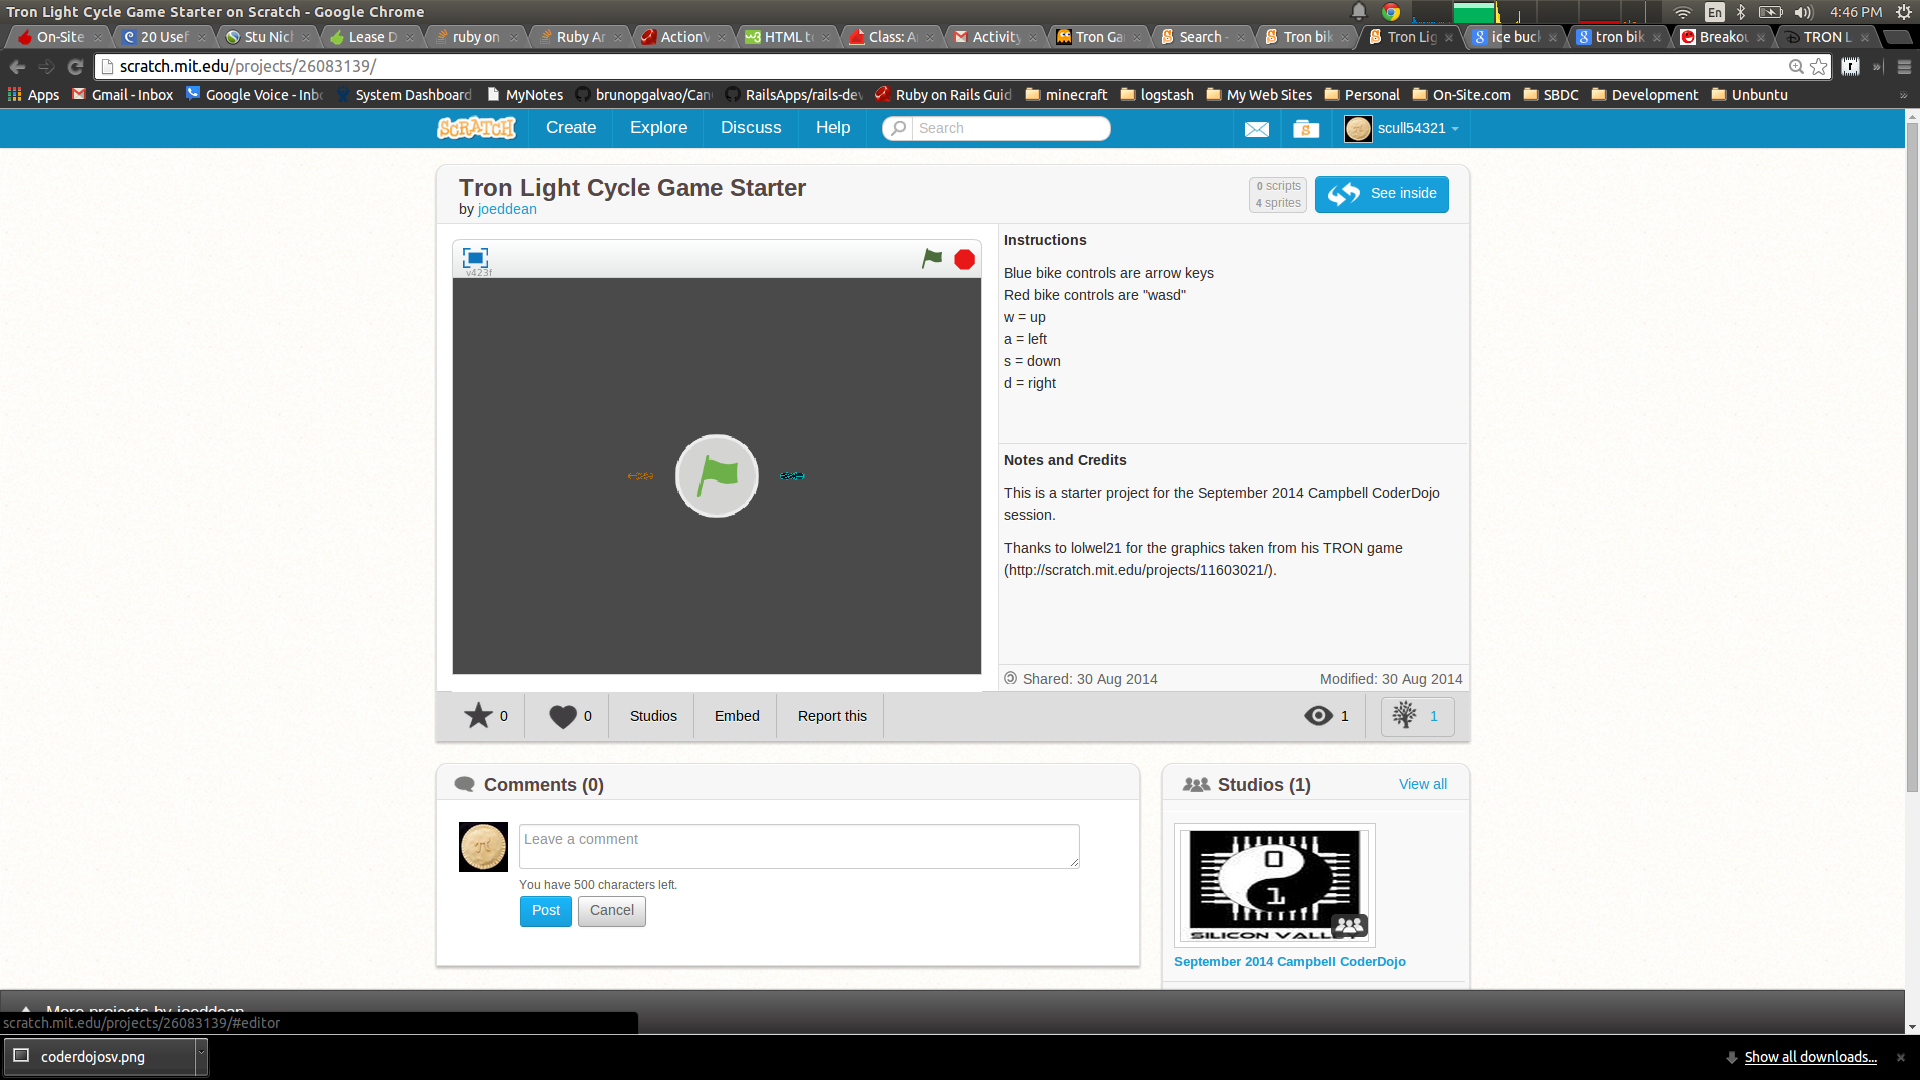 Tron Light Cycle Game Starter on Scratch - Google Chrome
En
4:46 PM
On-Site
20 Usef
Stu Nich
Lease D
ruby on
Ruby Ar
Action
HTML t
Class: A
Activity
Tron Ga
Search -
Tron bik
Tron Lig
ice buck
tron bik
Breakou
TRON L
scratch.mit.edu/projects/26083139/
Apps
Gmail - Inbox
Google Voice - Inb
System Dashboard
MyNotes
brunopgalvao/Can
RailsApps/rails-dev
Ruby on Rails Guid
minecraft
logstash
My Web Sites
Personal
On-Site.com
SBDC
Development
Unbuntu
SCRATCH
Create
Explore
Discuss
Help
Search
scull54321
Tron Light Cycle Game Starter
by joeddean
0 scripts
4 sprites
See inside
v423f
Instructions
Blue bike controls are arrow keys
Red bike controls are "wasd"
w = up
a = left
s = down
d = right
Notes and Credits
This is a starter project for the September 2014 Campbell CoderDojo
session.
Thanks to lolwel21 for the graphics taken from his TRON game
(http://scratch.mit.edu/projects/11603021/).
Shared: 30 Aug 2014
Modified: 30 Aug 2014
0
0
Studios
Embed
Report this
1
1
Comments (0)
Leave a comment
You have 500 characters left.
Post
Cancel
Studios (1)
View all
0
1
SILICON VALLEY
September 2014 Campbell CoderDojo
More projects by joeddean
scratch.mit.edu/projects/26083139/#editor
coderdojosv.png
Show all downloads...